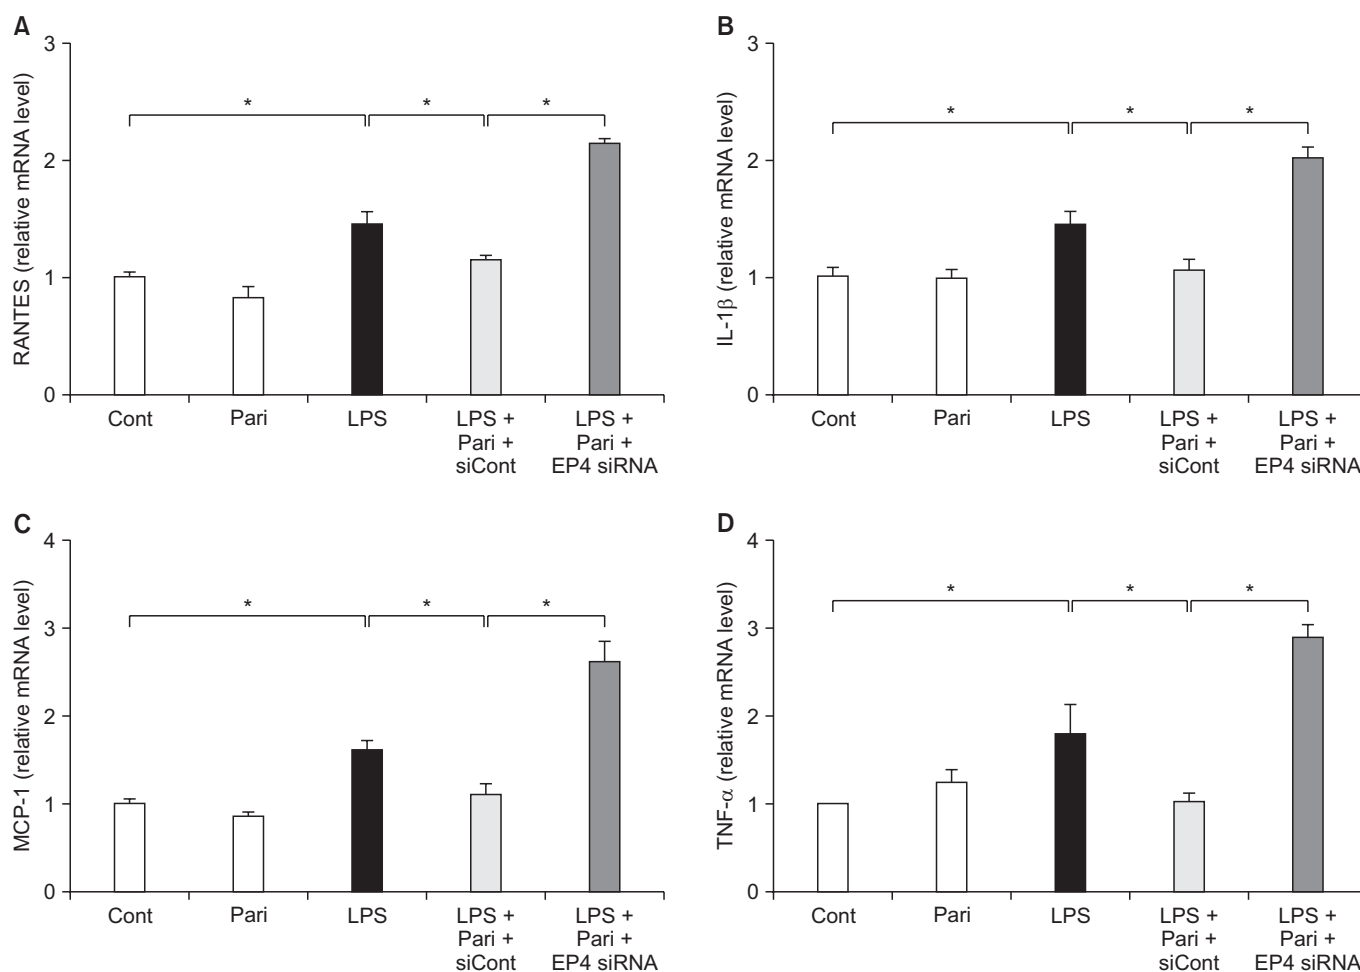 A
RANTES (relative mRNA level)
3
2
1
0
* * *
Cont Pari LPS LPS + LPS +
Pari + Pari +
siCont EP4 siRNA
B
IL-1β (relative mRNA level)
3
2
1
0
* * *
Cont Pari LPS LPS + LPS +
Pari + Pari +
siCont EP4 siRNA
C
MCP-1 (relative mRNA level)
4
3
2
1
0
* * *
Cont Pari LPS LPS + LPS +
Pari + Pari +
siCont EP4 siRNA
D
TNF-α (relative mRNA level)
4
3
2
1
0
* * *
Cont Pari LPS LPS + LPS +
Pari + Pari +
siCont EP4 siRNA